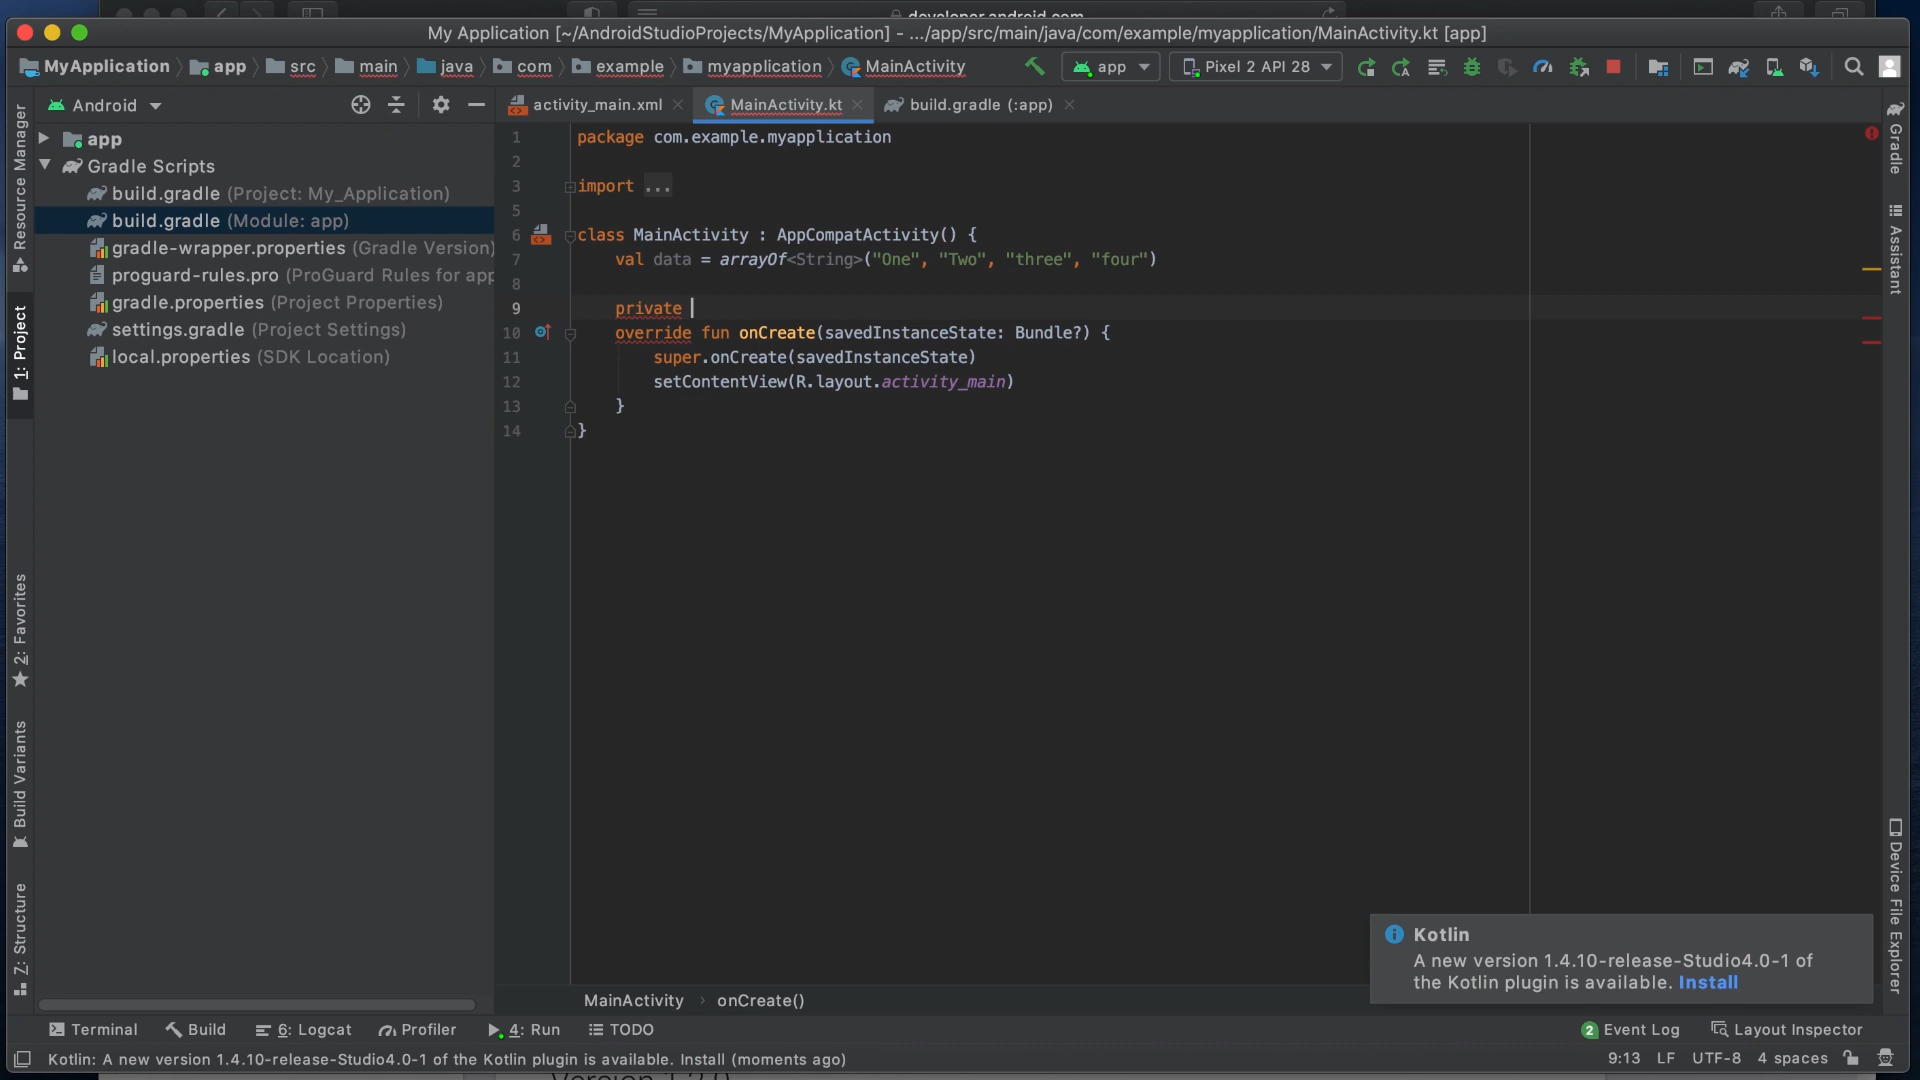 developer.android.com
My Application [~/AndroidStudioProjects/MyApplication] - .../app/src/main/java/com/example/myapplication/MainActivity.kt [app]
MyApplication app src main java com example myapplication MainActivity app Pixel 2 API 28
Android
activity_main.xml MainActivity.kt build.gradle (:app)
app
Gradle Scripts
build.gradle (Project: My_Application)
build.gradle (Module: app)
gradle-wrapper.properties (Gradle Version)
proguard-rules.pro (ProGuard Rules for app
gradle.properties (Project Properties)
settings.gradle (Project Settings)
local.properties (SDK Location)
Resource Manager
1: Project
2: Favorites
Build Variants
Z: Structure
1 package com.example.myapplication
2
3 import ...
5
6 class MainActivity : AppCompatActivity() {
7 val data = arrayOf<String>("One", "Two", "three", "four")
8
9 private
10 override fun onCreate(savedInstanceState: Bundle?) {
11 super.onCreate(savedInstanceState)
12 setContentView(R.layout.activity_main)
13 }
14 }
Gradle
Assistant
Device File Explorer
Kotlin
A new version 1.4.10-release-Studio4.0-1 of
the Kotlin plugin is available. Install
MainActivity › onCreate()
Terminal Build 6: Logcat Profiler 4: Run TODO 2 Event Log Layout Inspector
Kotlin: A new version 1.4.10-release-Studio4.0-1 of the Kotlin plugin is available. Install (moments ago) 9:13 LF UTF-8 4 spaces